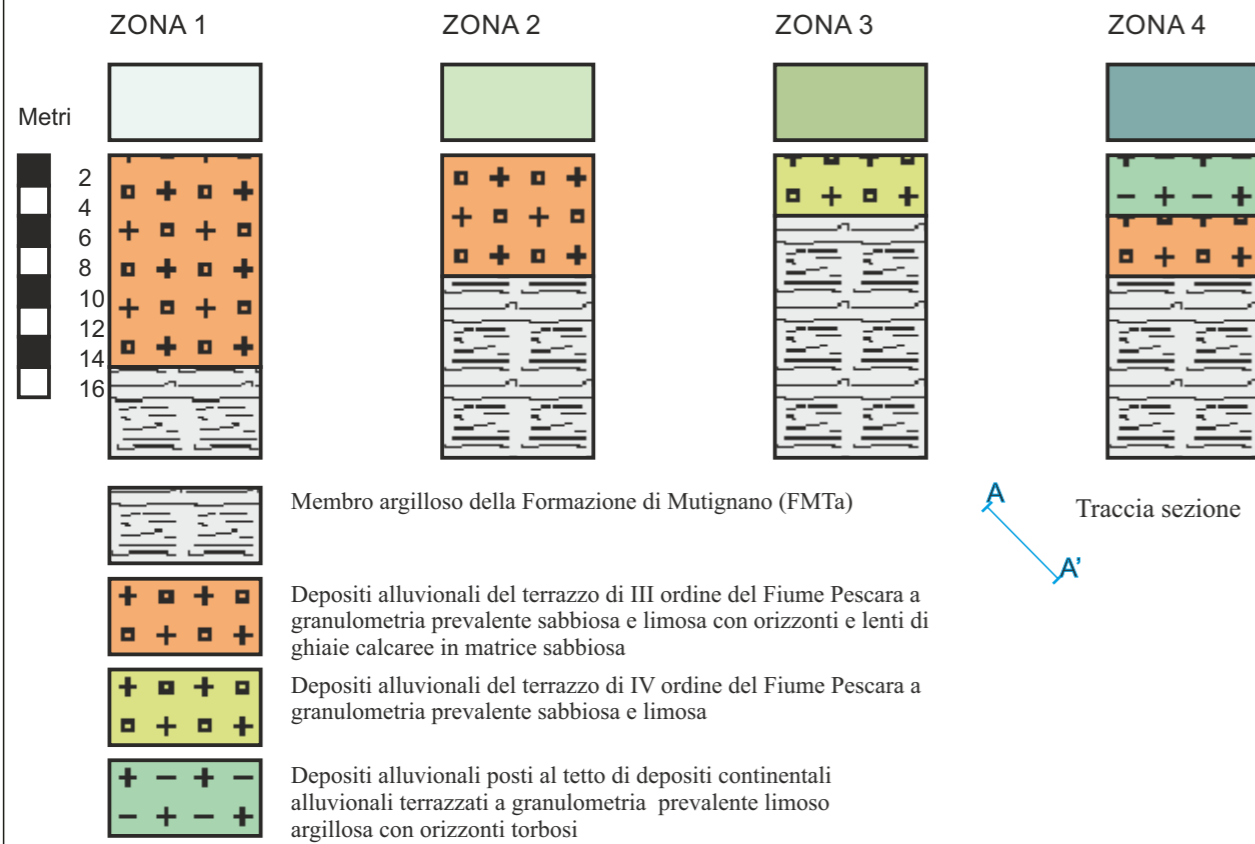 ZONA 1
ZONA 2
ZONA 3
ZONA 4
Metri
2
4
6
8
10
12
14
16
Membro argilloso della Formazione di Mutignano (FMTa)
A
A'
Traccia sezione
Depositi alluvionali del terrazzo di III ordine del Fiume Pescara a
granulometria prevalente sabbiosa e limosa con orizzonti e lenti di
ghiaie calcaree in matrice sabbiosa
Depositi alluvionali del terrazzo di IV ordine del Fiume Pescara a
granulometria prevalente sabbiosa e limosa
Depositi alluvionali posti al tetto di depositi continentali
alluvionali terrazzati a granulometria prevalente limoso
argillosa con orizzonti torbosi